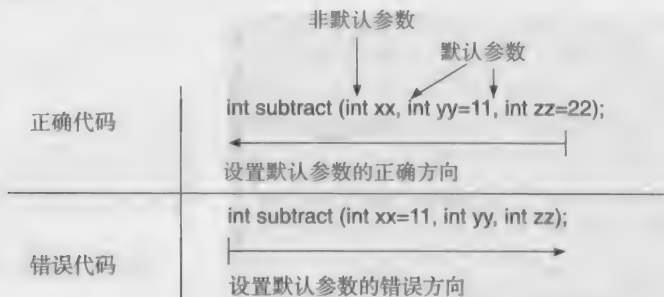 非默认参数
默认参数
正确代码
int subtract (int xx, int yy=11, int zz=22);
设置默认参数的正确方向
int subtract (int xx=11, int yy, int zz);
错误代码
设置默认参数的错误方向